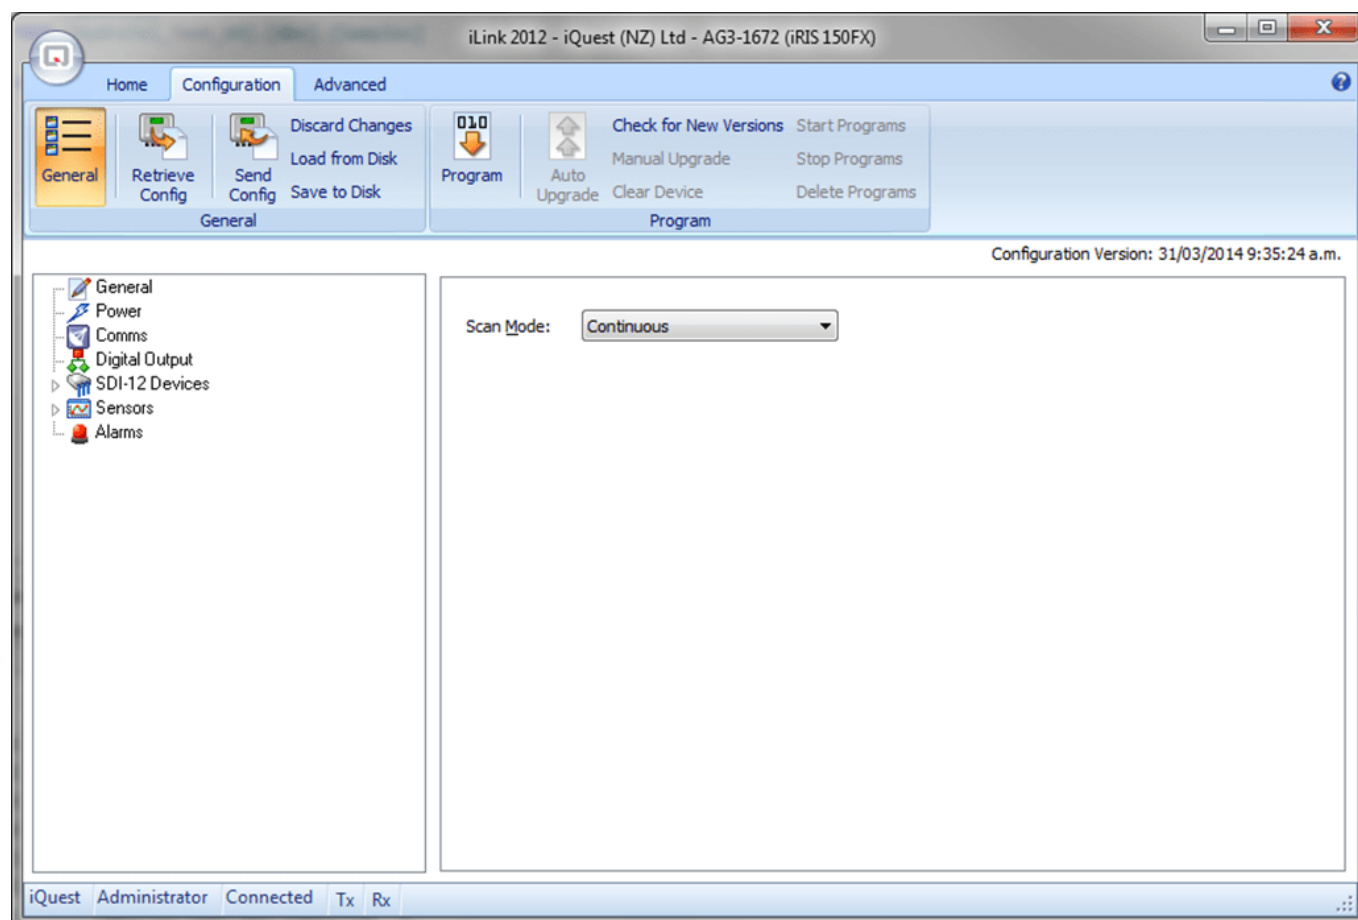 iLink 2012 - iQuest (NZ) Ltd - AG3-1672 (iRIS 150FX)
Home Configuration Advanced
General
Retrieve Config
Send Config
Discard Changes
Load from Disk
Save to Disk
General
010
Program
Auto Upgrade
Check for New Versions
Manual Upgrade
Clear Device
Start Programs
Stop Programs
Delete Programs
Program
Configuration Version: 31/03/2014 9:35:24 a.m.
General
Power
Comms
Digital Output
SDI-12 Devices
Sensors
Alarms
Scan Mode: Continuous
iQuest Administrator Connected Tx Rx